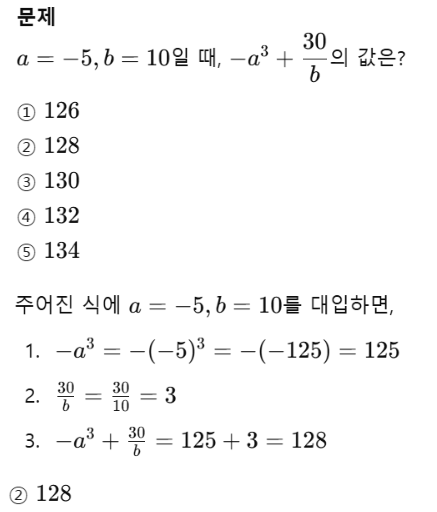 문제
a = −5, b = 10일 때, −a³ + 30/b의 값은?
① 126
② 128
③ 130
④ 132
⑤ 134
주어진 식에 a = −5, b = 10를 대입하면,
1. −a³ = −(−5)³ = −(−125) = 125
2. 30/b = 30/10 = 3
3. −a³ + 30/b = 125 + 3 = 128
② 128